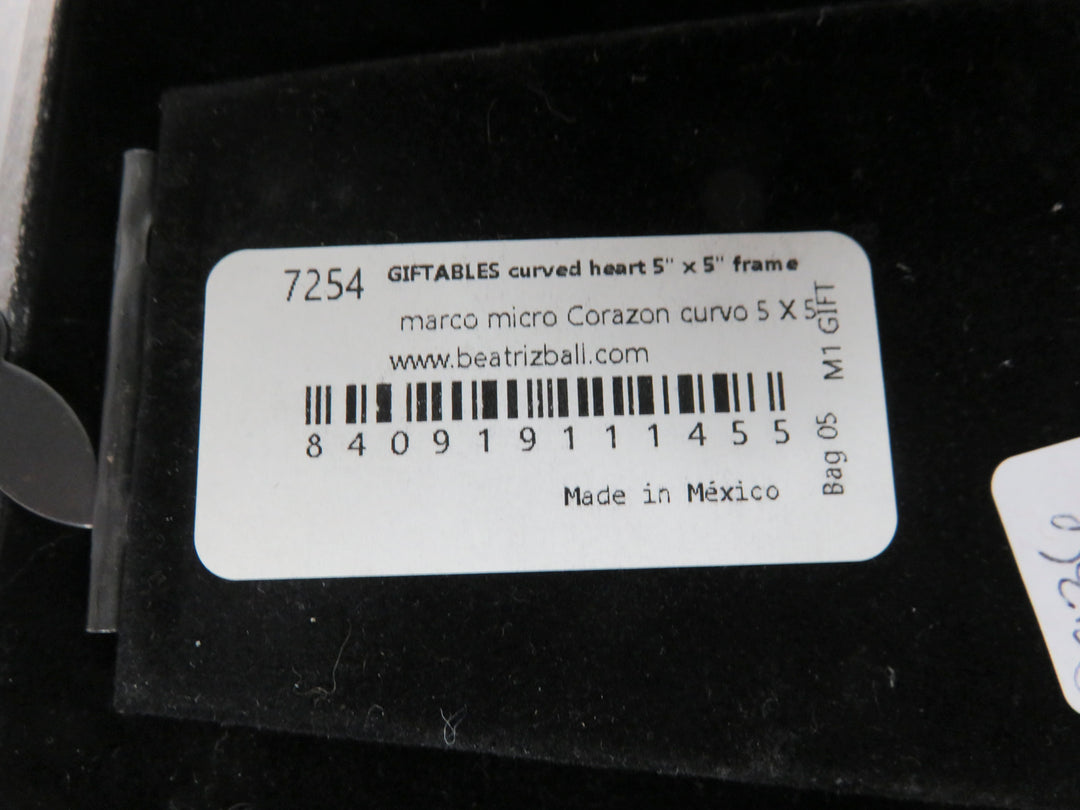 7254 GIFTABLES curved heart 5" x 5" frame
marco micro Corazon curvo 5 X 5
www.beatrizball.com
840919111455
Made in México
Bag 05 M1 GIFT